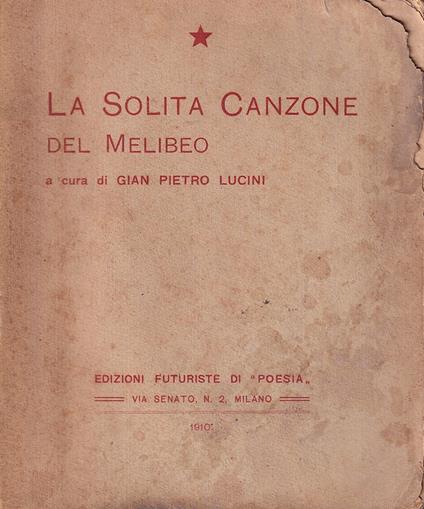 LA SOLITA CANZONE
DEL MELIBEO
a cura di GIAN PIETRO LUCINI
EDIZIONI FUTURISTE DI "POESIA„
VIA SENATO, N. 2, MILANO
1910